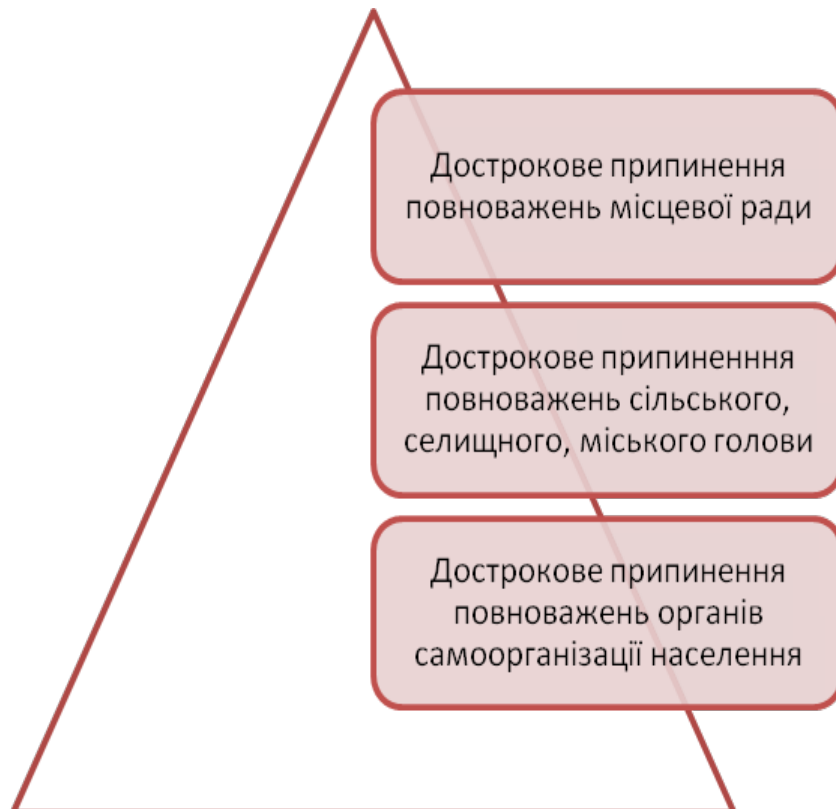 Дострокове припинення
повноважень місцевої ради
Дострокове припиненння
повноважень сільського,
селищного, міського голови
Дострокове припинення
повноважень органів
самоорганізації населення